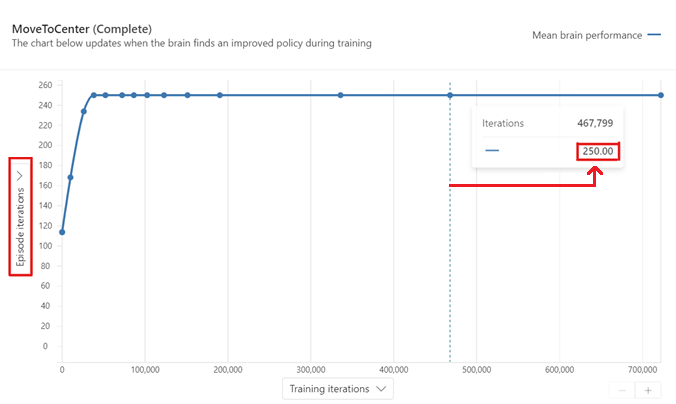 MoveToCenter (Complete)
The chart below updates when the brain finds an improved policy during training
Mean brain performance
260
240
220
200
180
160
140
120
100
80
60
40
20
0
Episode iterations
Iterations 467,799
250.00
0 100,000 200,000 300,000 400,000 500,000 600,000 700,000
Training iterations
− +